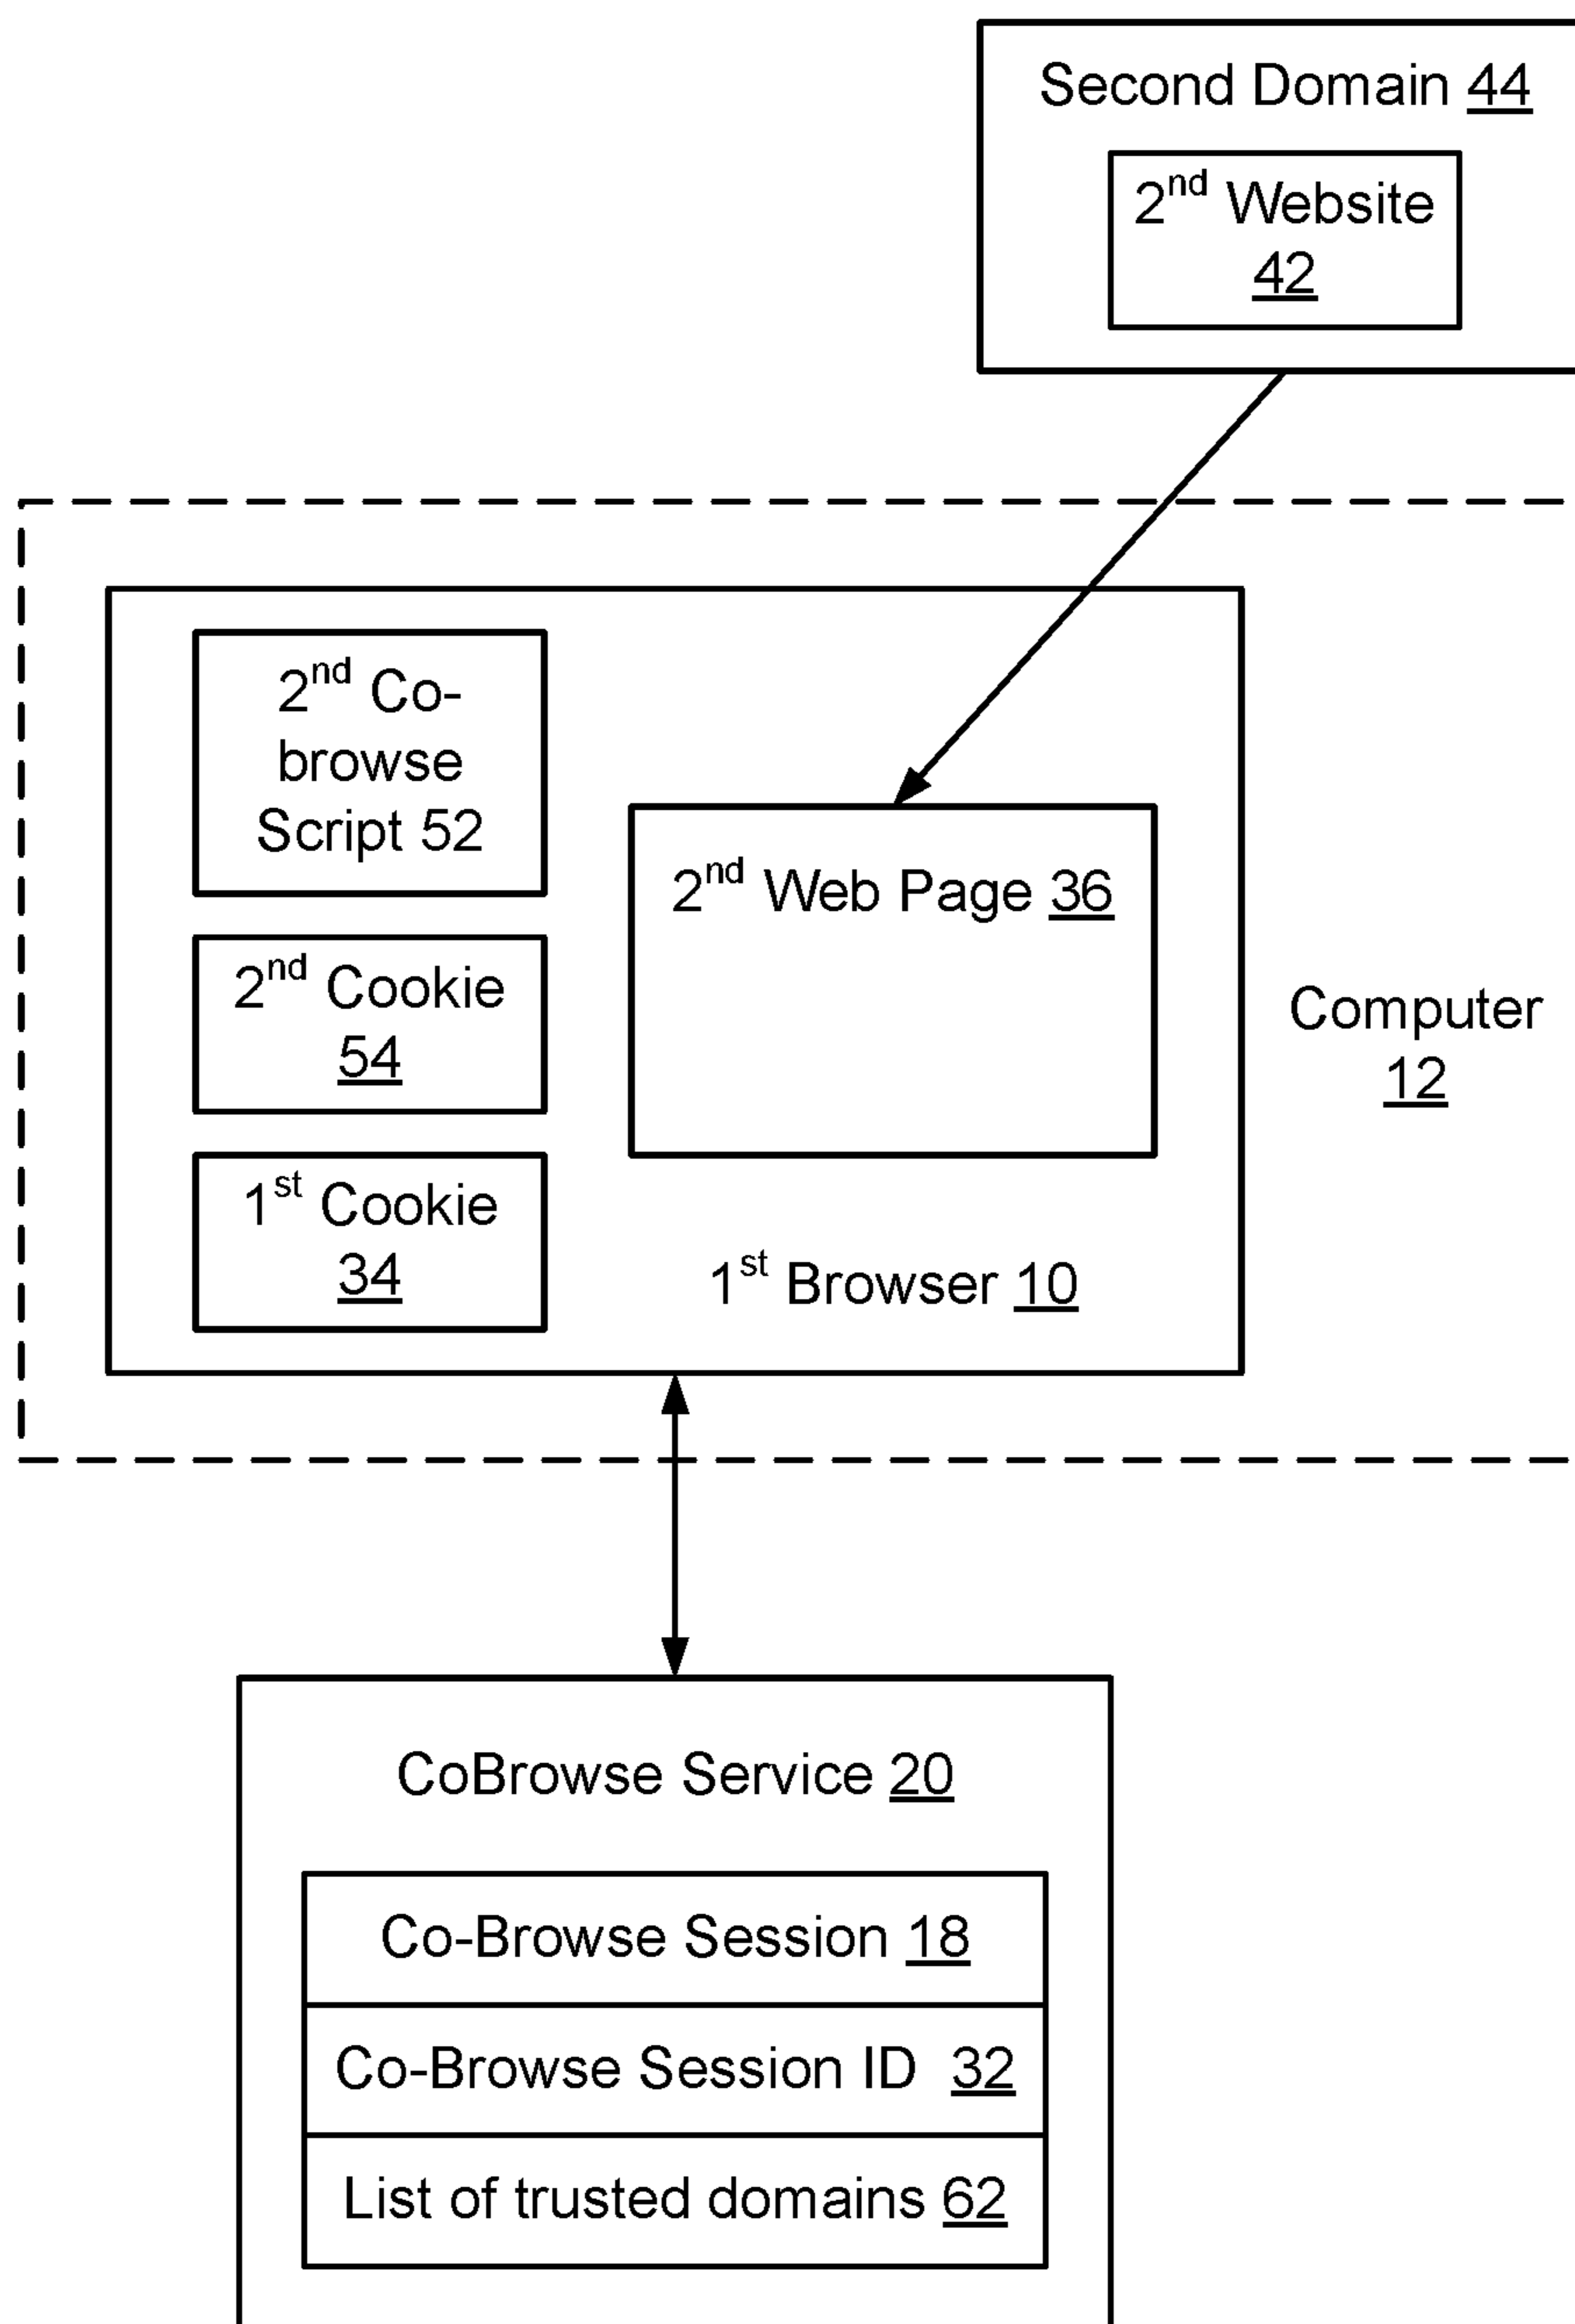 Second Domain 44
2nd Website
42
2nd Co-
browse
Script 52
2nd Web Page 36
2nd Cookie
54
Computer
12
1st Cookie
34
1st Browser 10
CoBrowse Service 20
Co-Browse Session 18
Co-Browse Session ID 32
List of trusted domains 62